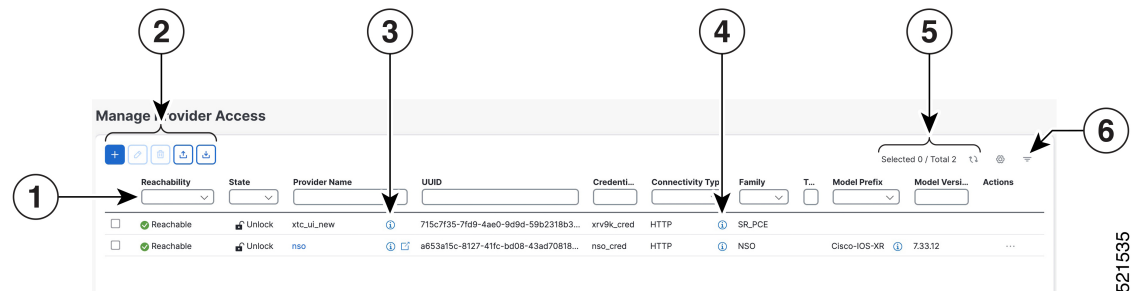 2
3
4
5
Manage Provider Access
6
Selected 0 / Total 2
1
Reachability State Provider Name UUID Credenti... Connectivity Typ Family T... Model Prefix Model Versi... Actions
Reachable Unlock xtc_ui_new 715c7f35-7fd9-4ae0-9d9d-59b2318b3... xrv9k_cred HTTP SR_PCE
Reachable Unlock nso a653a15c-8127-41fc-bd08-43ad70818... nso_cred HTTP NSO Cisco-IOS-XR 7.33.12 ...
521535